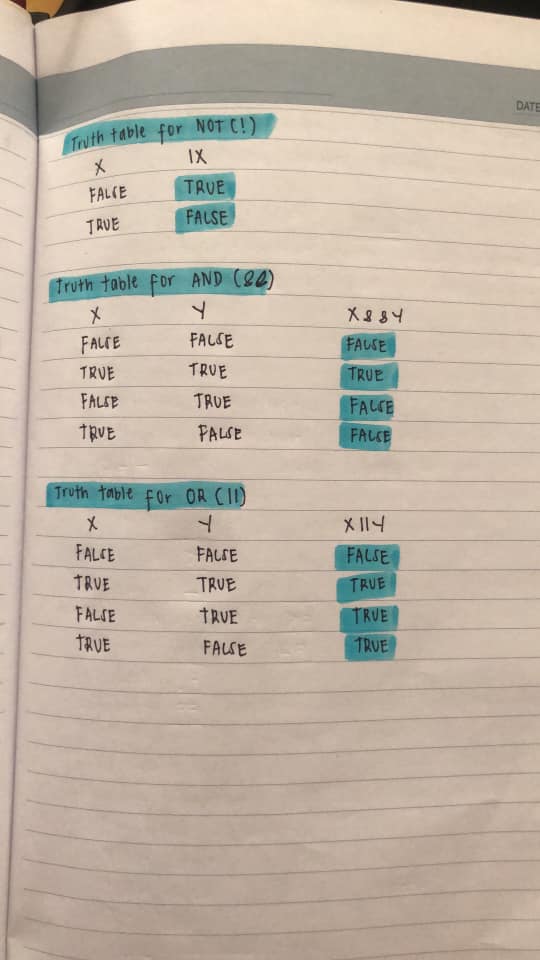 DATE
Truth table for NOT (!)
X !X
FALSE TRUE
TRUE FALSE
Truth table for AND (&&)
X Y X&&Y
FALSE FALSE FALSE
TRUE TRUE TRUE
FALSE TRUE FALSE
TRUE FALSE FALSE
Truth table for OR (||)
X Y X||Y
FALSE FALSE FALSE
TRUE TRUE TRUE
FALSE TRUE TRUE
TRUE FALSE TRUE